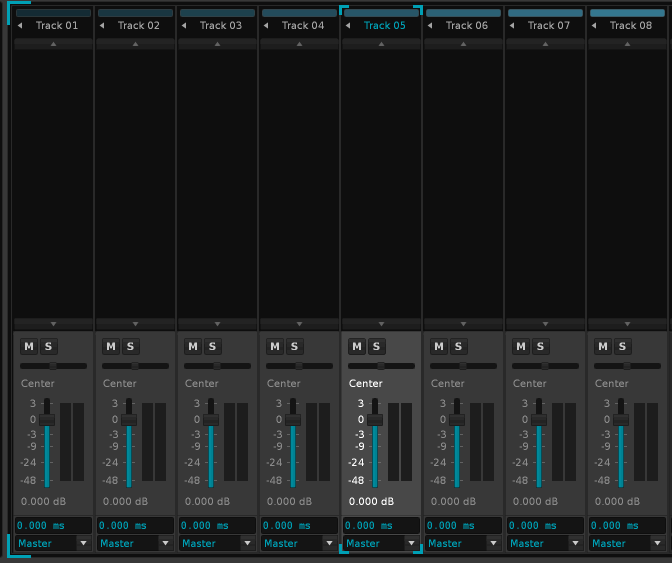 Track 01 Track 02 Track 03 Track 04 Track 05 Track 06 Track 07 Track 08
M S M S M S M S M S M S M S M S
Center Center Center Center Center Center Center Center
3 3 3 3 3 3 3 3
0 0 0 0 0 0 0 0
-3 -3 -3 -3 -3 -3 -3 -3
-9 -9 -9 -9 -9 -9 -9 -9
-24 -24 -24 -24 -24 -24 -24 -24
-48 -48 -48 -48 -48 -48 -48 -48
0.000 dB 0.000 dB 0.000 dB 0.000 dB 0.000 dB 0.000 dB 0.000 dB 0.000 dB
0.000 ms 0.000 ms 0.000 ms 0.000 ms 0.000 ms 0.000 ms 0.000 ms 0.000 ms
Master Master Master Master Master Master Master Master